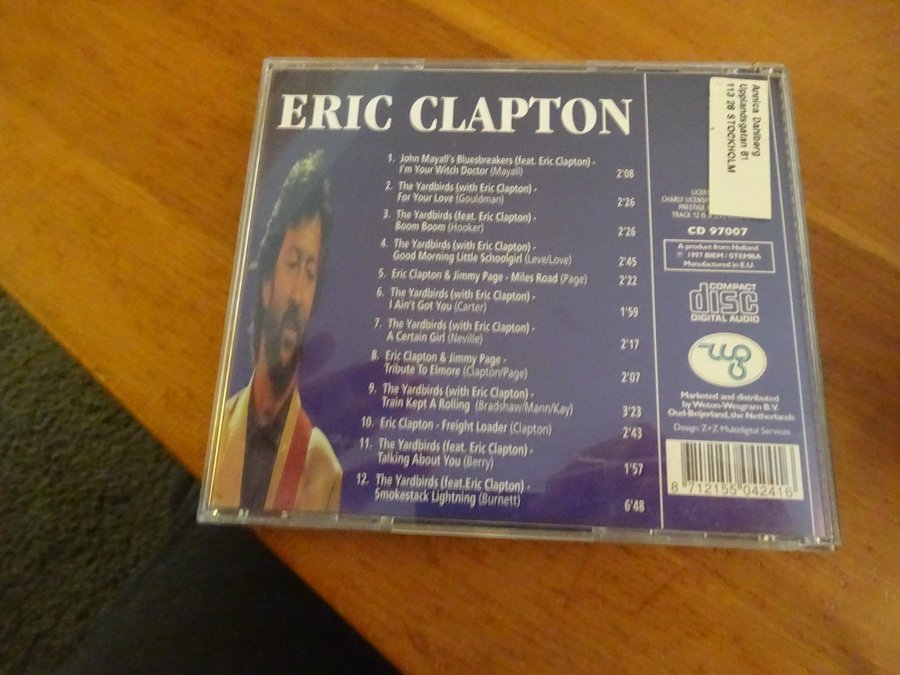 ERIC CLAPTON
1. John Mayall's Bluesbreakers (feat. Eric Clapton) -
I'm Your Witch Doctor (Mayall) 2'08
2. The Yardbirds (with Eric Clapton) -
For Your Love (Gouldman) 2'26
3. The Yardbirds (feat. Eric Clapton) -
Boom Boom (Hooker) 2'26
4. The Yardbirds (with Eric Clapton) -
Good Morning Little Schoolgirl (Leve/Love) 2'45
5. Eric Clapton & Jimmy Page - Miles Road (Page) 2'22
6. The Yardbirds (with Eric Clapton) -
I Ain't Got You (Carter) 1'59
7. The Yardbirds (with Eric Clapton) -
A Certain Girl (Neville) 2'17
8. Eric Clapton & Jimmy Page -
Tribute To Elmore (Clapton/Page) 2'07
9. The Yardbirds (with Eric Clapton) -
Train Kept A Rolling (Bradshaw/Mann/Kay) 3'23
10. Eric Clapton - Freight Loader (Clapton) 2'43
11. The Yardbirds (feat. Eric Clapton) -
Talking About You (Berry) 1'57
12. The Yardbirds (feat.Eric Clapton) -
Smokestack Lightning (Burnett) 6'48
Annica Dahlberg
Upplandsgatan 81
113 28 STOCKHOLM
CHARLY LICENSI
PRESTIGE
TRACK 12 IS A
CD 97007
A product from Holland
℗ 1997 BIEM / STEMRA
Manufactured in E.U.
COMPACT
disc
DIGITAL AUDIO
wg
Marketed and distributed
by Weton-Wesgram B.V.
Oud-Beijerland, the Netherlands
Design: Z+Z Mulodigital Services
8 712155 042416